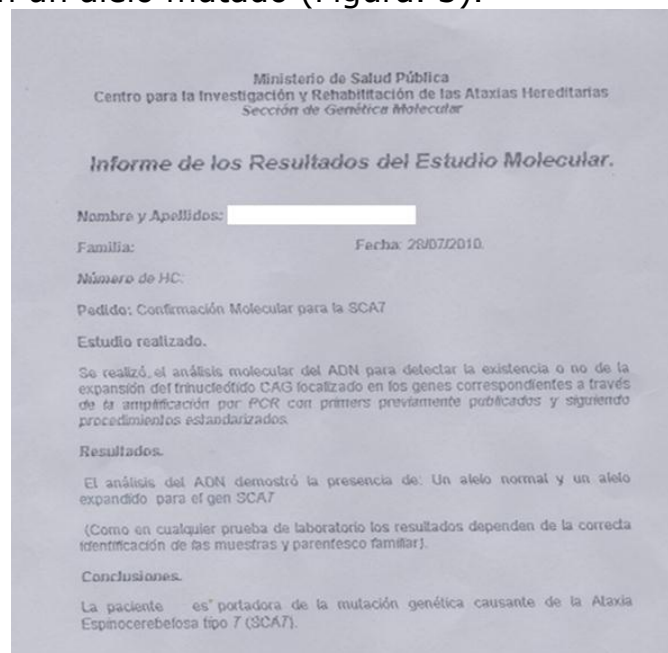 un alelo mutado (Figura. 3).
Ministerio de Salud Pública
Centro para la Investigación y Rehabilitación de las Ataxias Hereditarias
Sección de Genética Molecular
Informe de los Resultados del Estudio Molecular.
Nombre y Apellidos:
Familia: Fecha: 28/07/2010.
Número de HC:
Pedido: Confirmación Molecular para la SCA7
Estudio realizado.
Se realizó el análisis molecular del ADN para detectar la existencia o no de la
expansión del trinucleótido CAG localizado en los genes correspondientes a través
de la amplificación por PCR con primers previamente publicados y siguiendo
procedimientos estandarizados.
Resultados.
El análisis del ADN demostró la presencia de: Un alelo normal y un alelo
expandido para el gen SCA7
(Como en cualquier prueba de laboratorio los resultados dependen de la correcta
identificación de las muestras y parentesco familiar).
Conclusiones.
La paciente es portadora de la mutación genética causante de la Ataxia
Espinocerebelosa tipo 7 (SCA7).